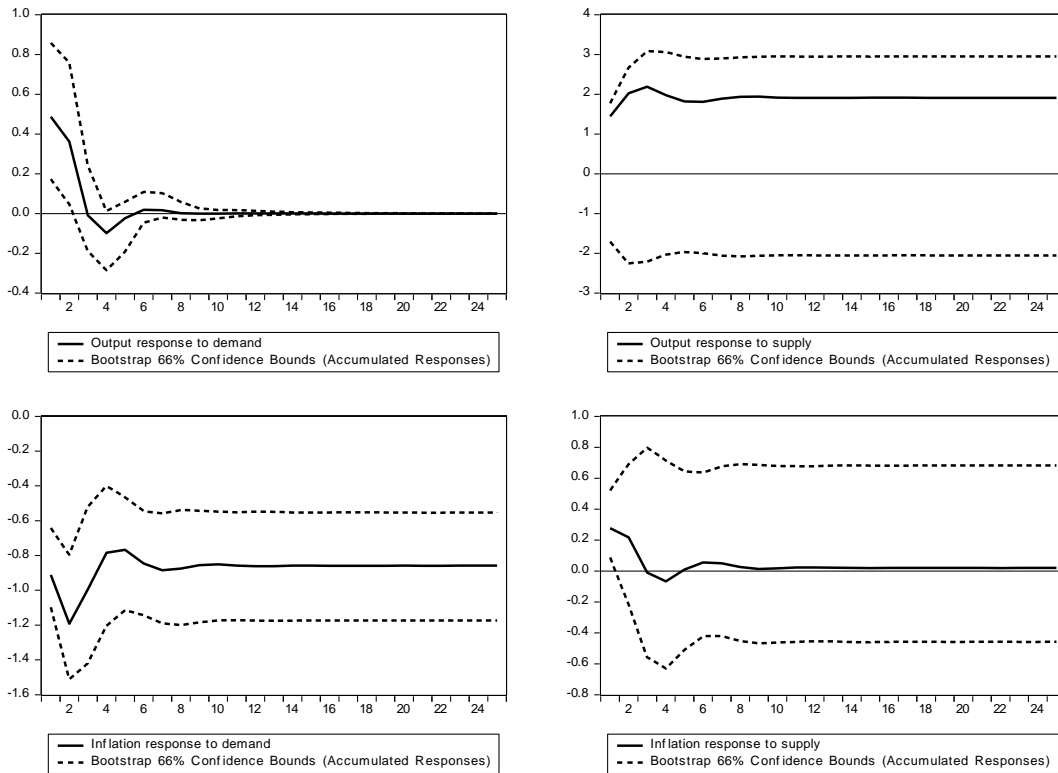 1.0
0.8
0.6
0.4
0.2
0.0
-0.2
-0.4
2 4 6 8 10 12 14 16 18 20 22 24
Output response to demand
Bootstrap 66% Confidence Bounds (Accumulated Responses)
4
3
2
1
0
-1
-2
-3
2 4 6 8 10 12 14 16 18 20 22 24
Output response to supply
Bootstrap 66% Confidence Bounds (Accumulated Responses)
0.0
-0.2
-0.4
-0.6
-0.8
-1.0
-1.2
-1.4
-1.6
2 4 6 8 10 12 14 16 18 20 22 24
Inflation response to demand
Bootstrap 66% Confidence Bounds (Accumulated Responses)
1.0
0.8
0.6
0.4
0.2
0.0
-0.2
-0.4
-0.6
-0.8
2 4 6 8 10 12 14 16 18 20 22 24
Inflation response to supply
Bootstrap 66% Confidence Bounds (Accumulated Responses)